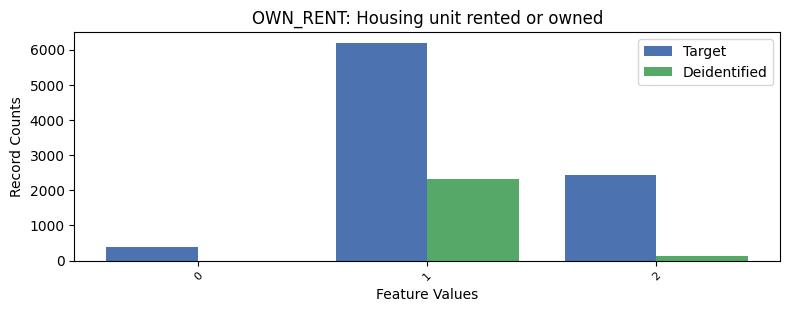 OWN_RENT: Housing unit rented or owned
Target
Deidentified
Record Counts
6000
5000
4000
3000
2000
1000
0
0
1
2
Feature Values